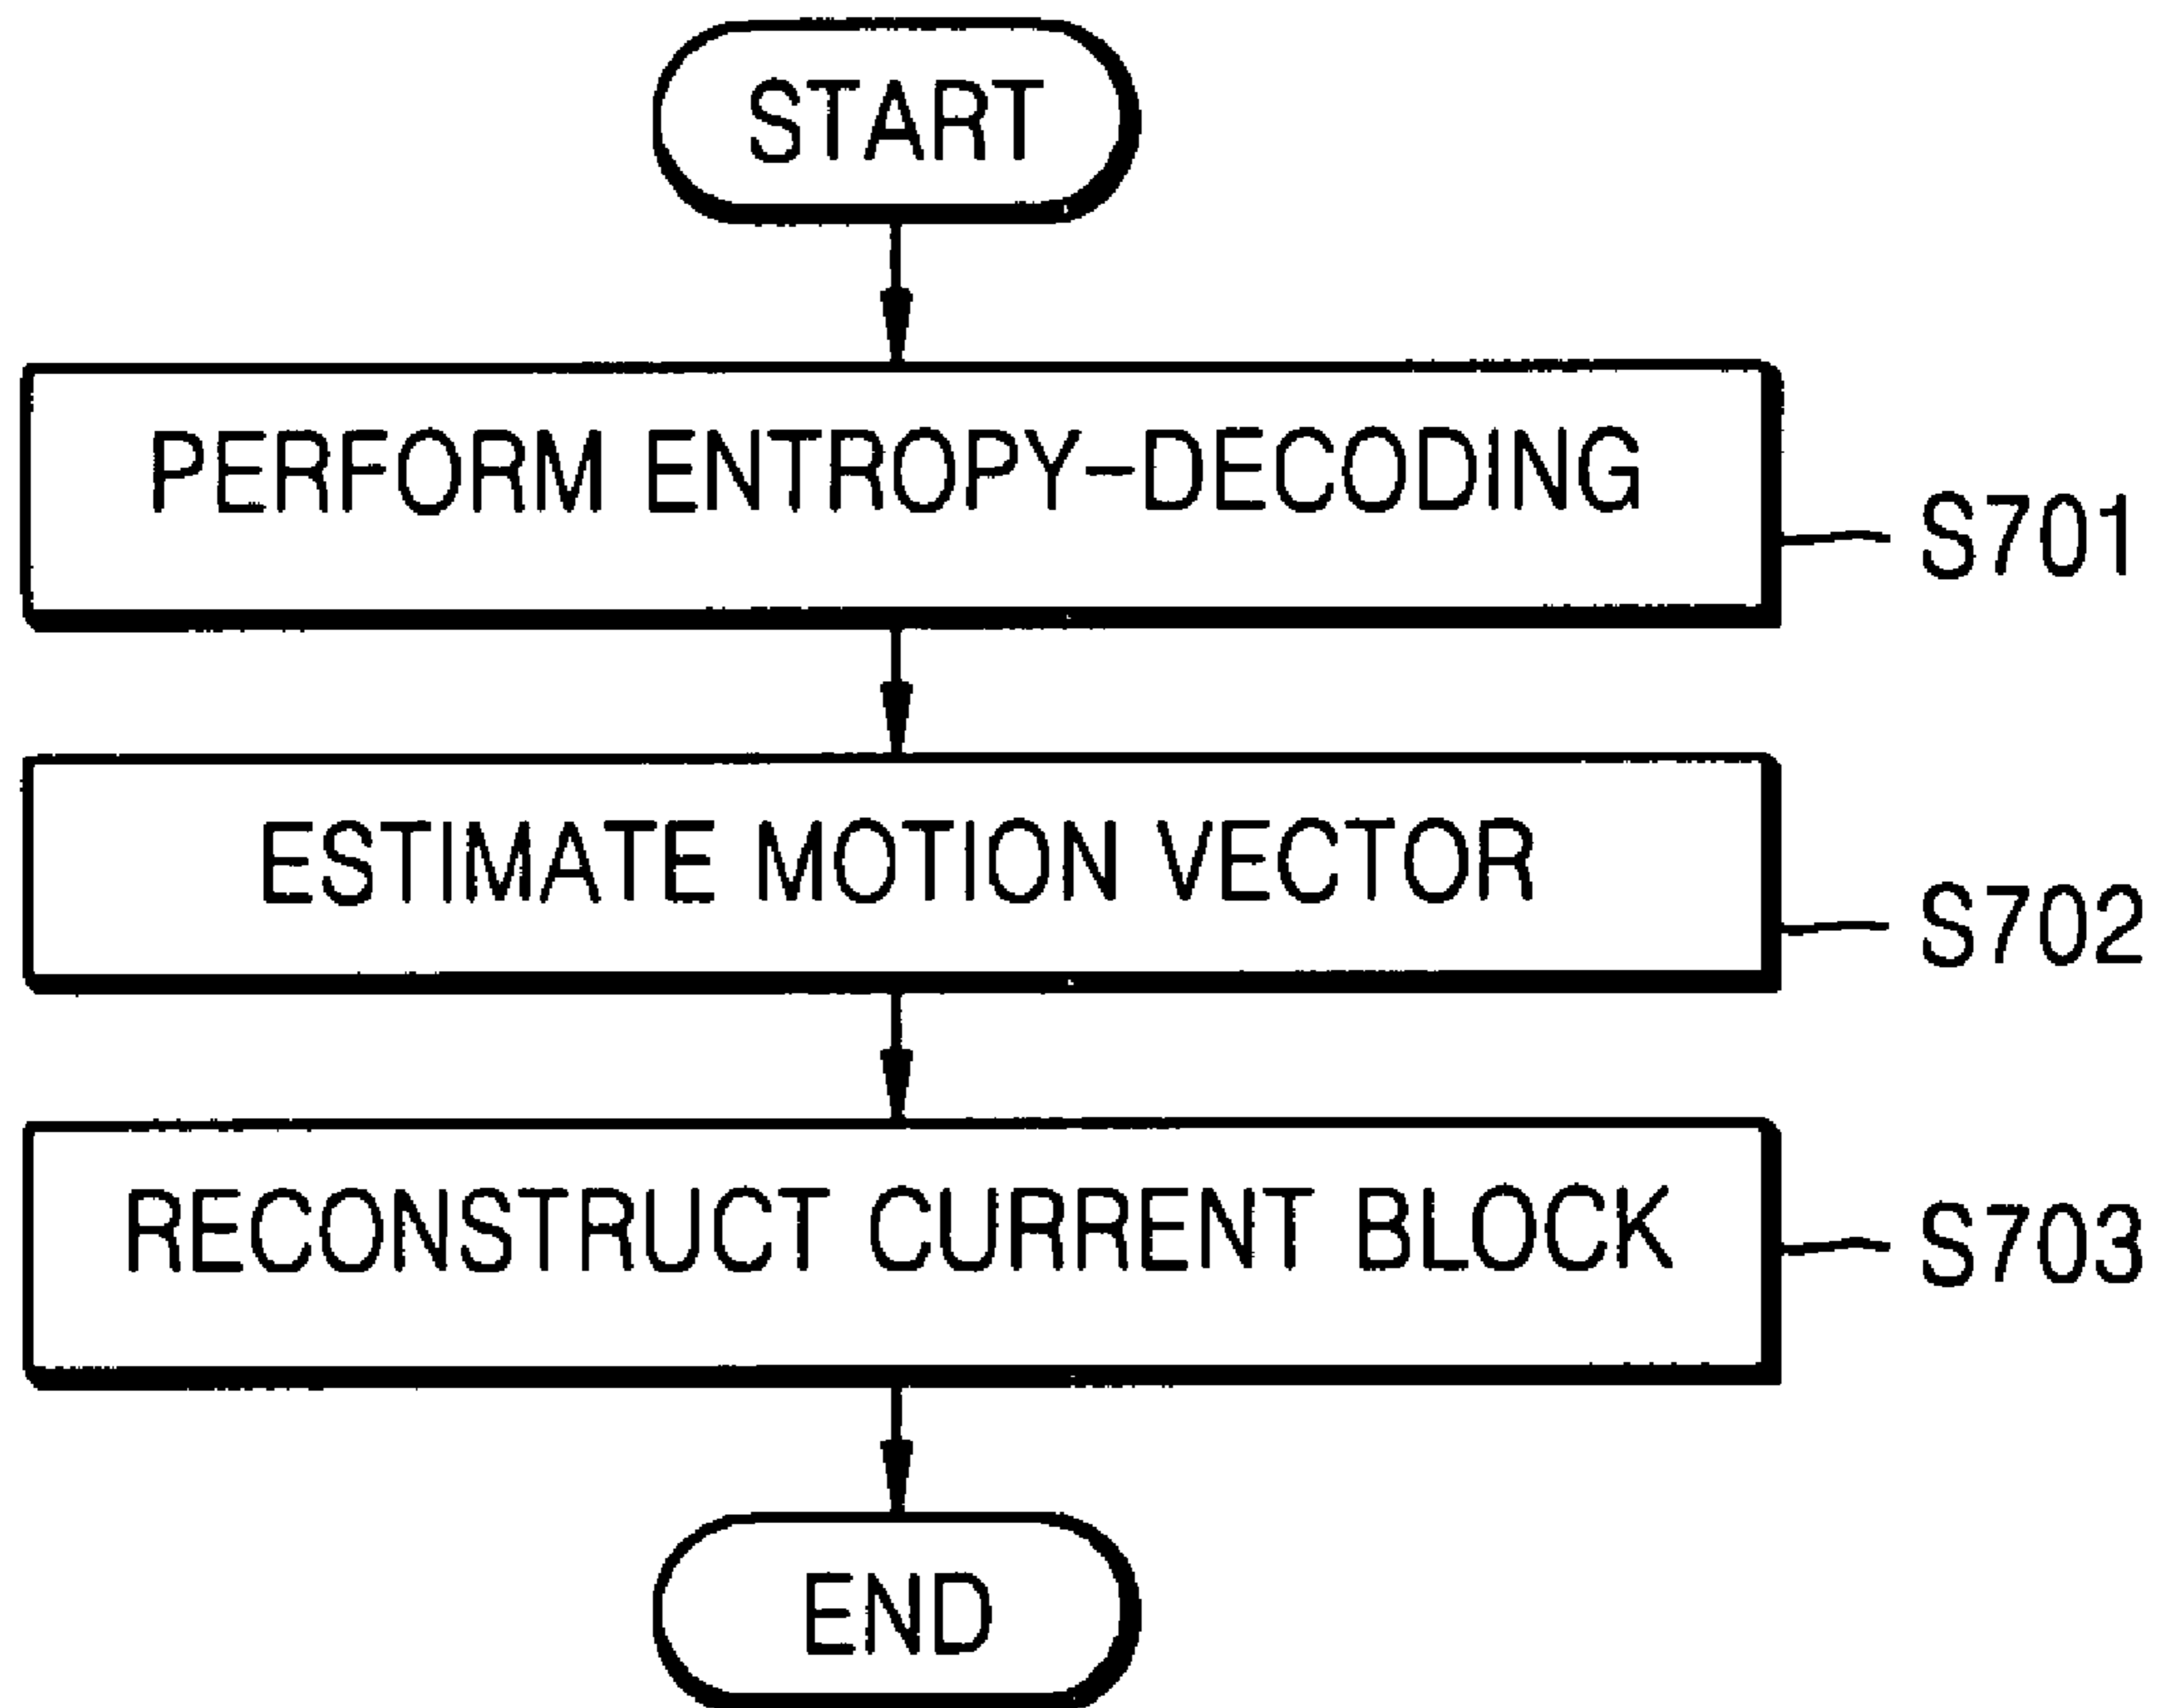 START
PERFORM ENTROPY-DECODING
S701
ESTIMATE MOTION VECTOR
S702
RECONSTRUCT CURRENT BLOCK
S703
END